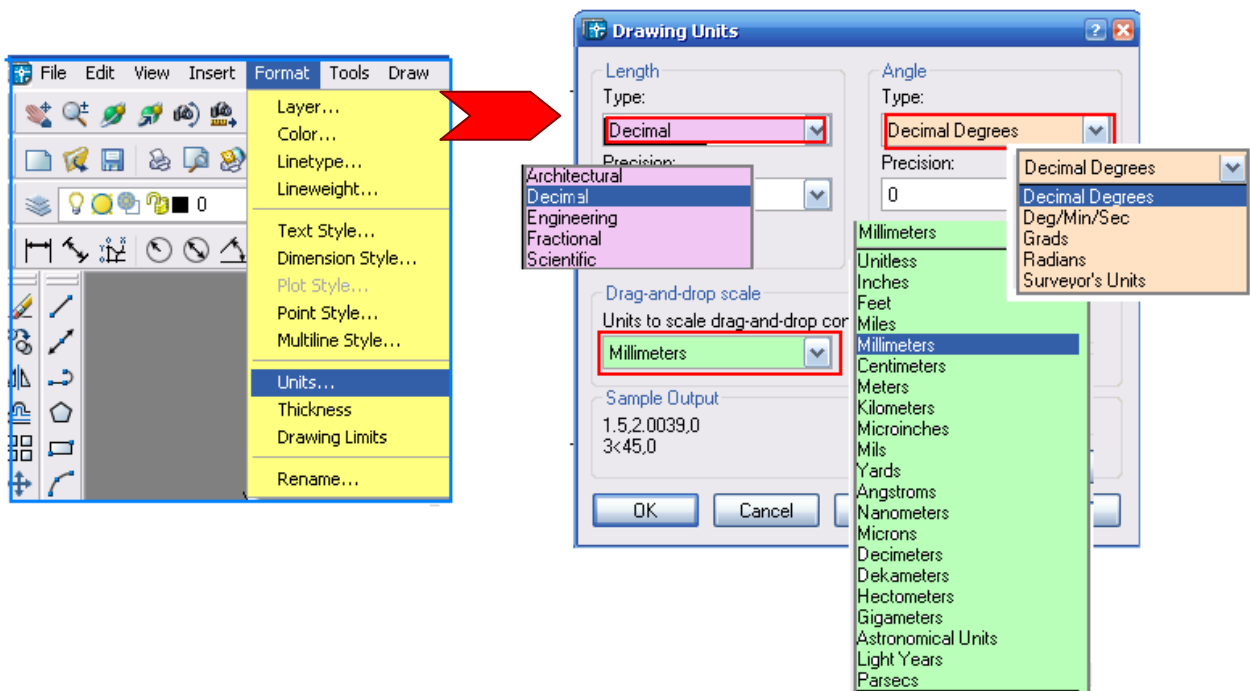 File Edit View Insert Format Tools Draw
0
Layer...
Color...
Linetype...
Lineweight...
Text Style...
Dimension Style...
Plot Style...
Point Style...
Multiline Style...
Units...
Thickness
Drawing Limits
Rename...
Drawing Units
Length
Type:
Decimal
Precision:
Architectural
Decimal
Engineering
Fractional
Scientific
Angle
Type:
Decimal Degrees
Precision:
0
Decimal Degrees
Decimal Degrees
Deg/Min/Sec
Grads
Radians
Surveyor's Units
Drag-and-drop scale
Units to scale drag-and-drop con
Millimeters
Millimeters
Unitless
Inches
Feet
Miles
Millimeters
Centimeters
Meters
Kilometers
Microinches
Mils
Yards
Angstroms
Nanometers
Microns
Decimeters
Dekameters
Hectometers
Gigameters
Astronomical Units
Light Years
Parsecs
Sample Output
1.5,2.0039,0
3<45,0
OK Cancel